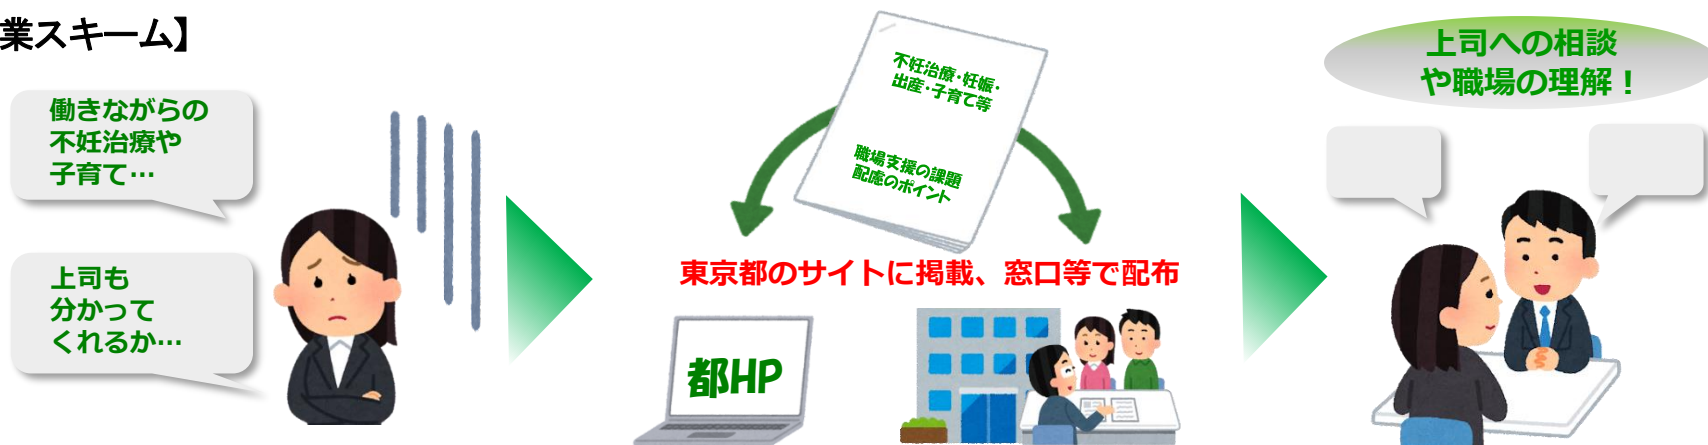 業スキーム】
働きながらの
不妊治療や
子育て…
上司も
分かって
くれるか…
不妊治療・妊娠・
出産・子育て等
職場支援の課題
配慮のポイント
東京都のサイトに掲載、窓口等で配布
都HP
上司への相談
や職場の理解！